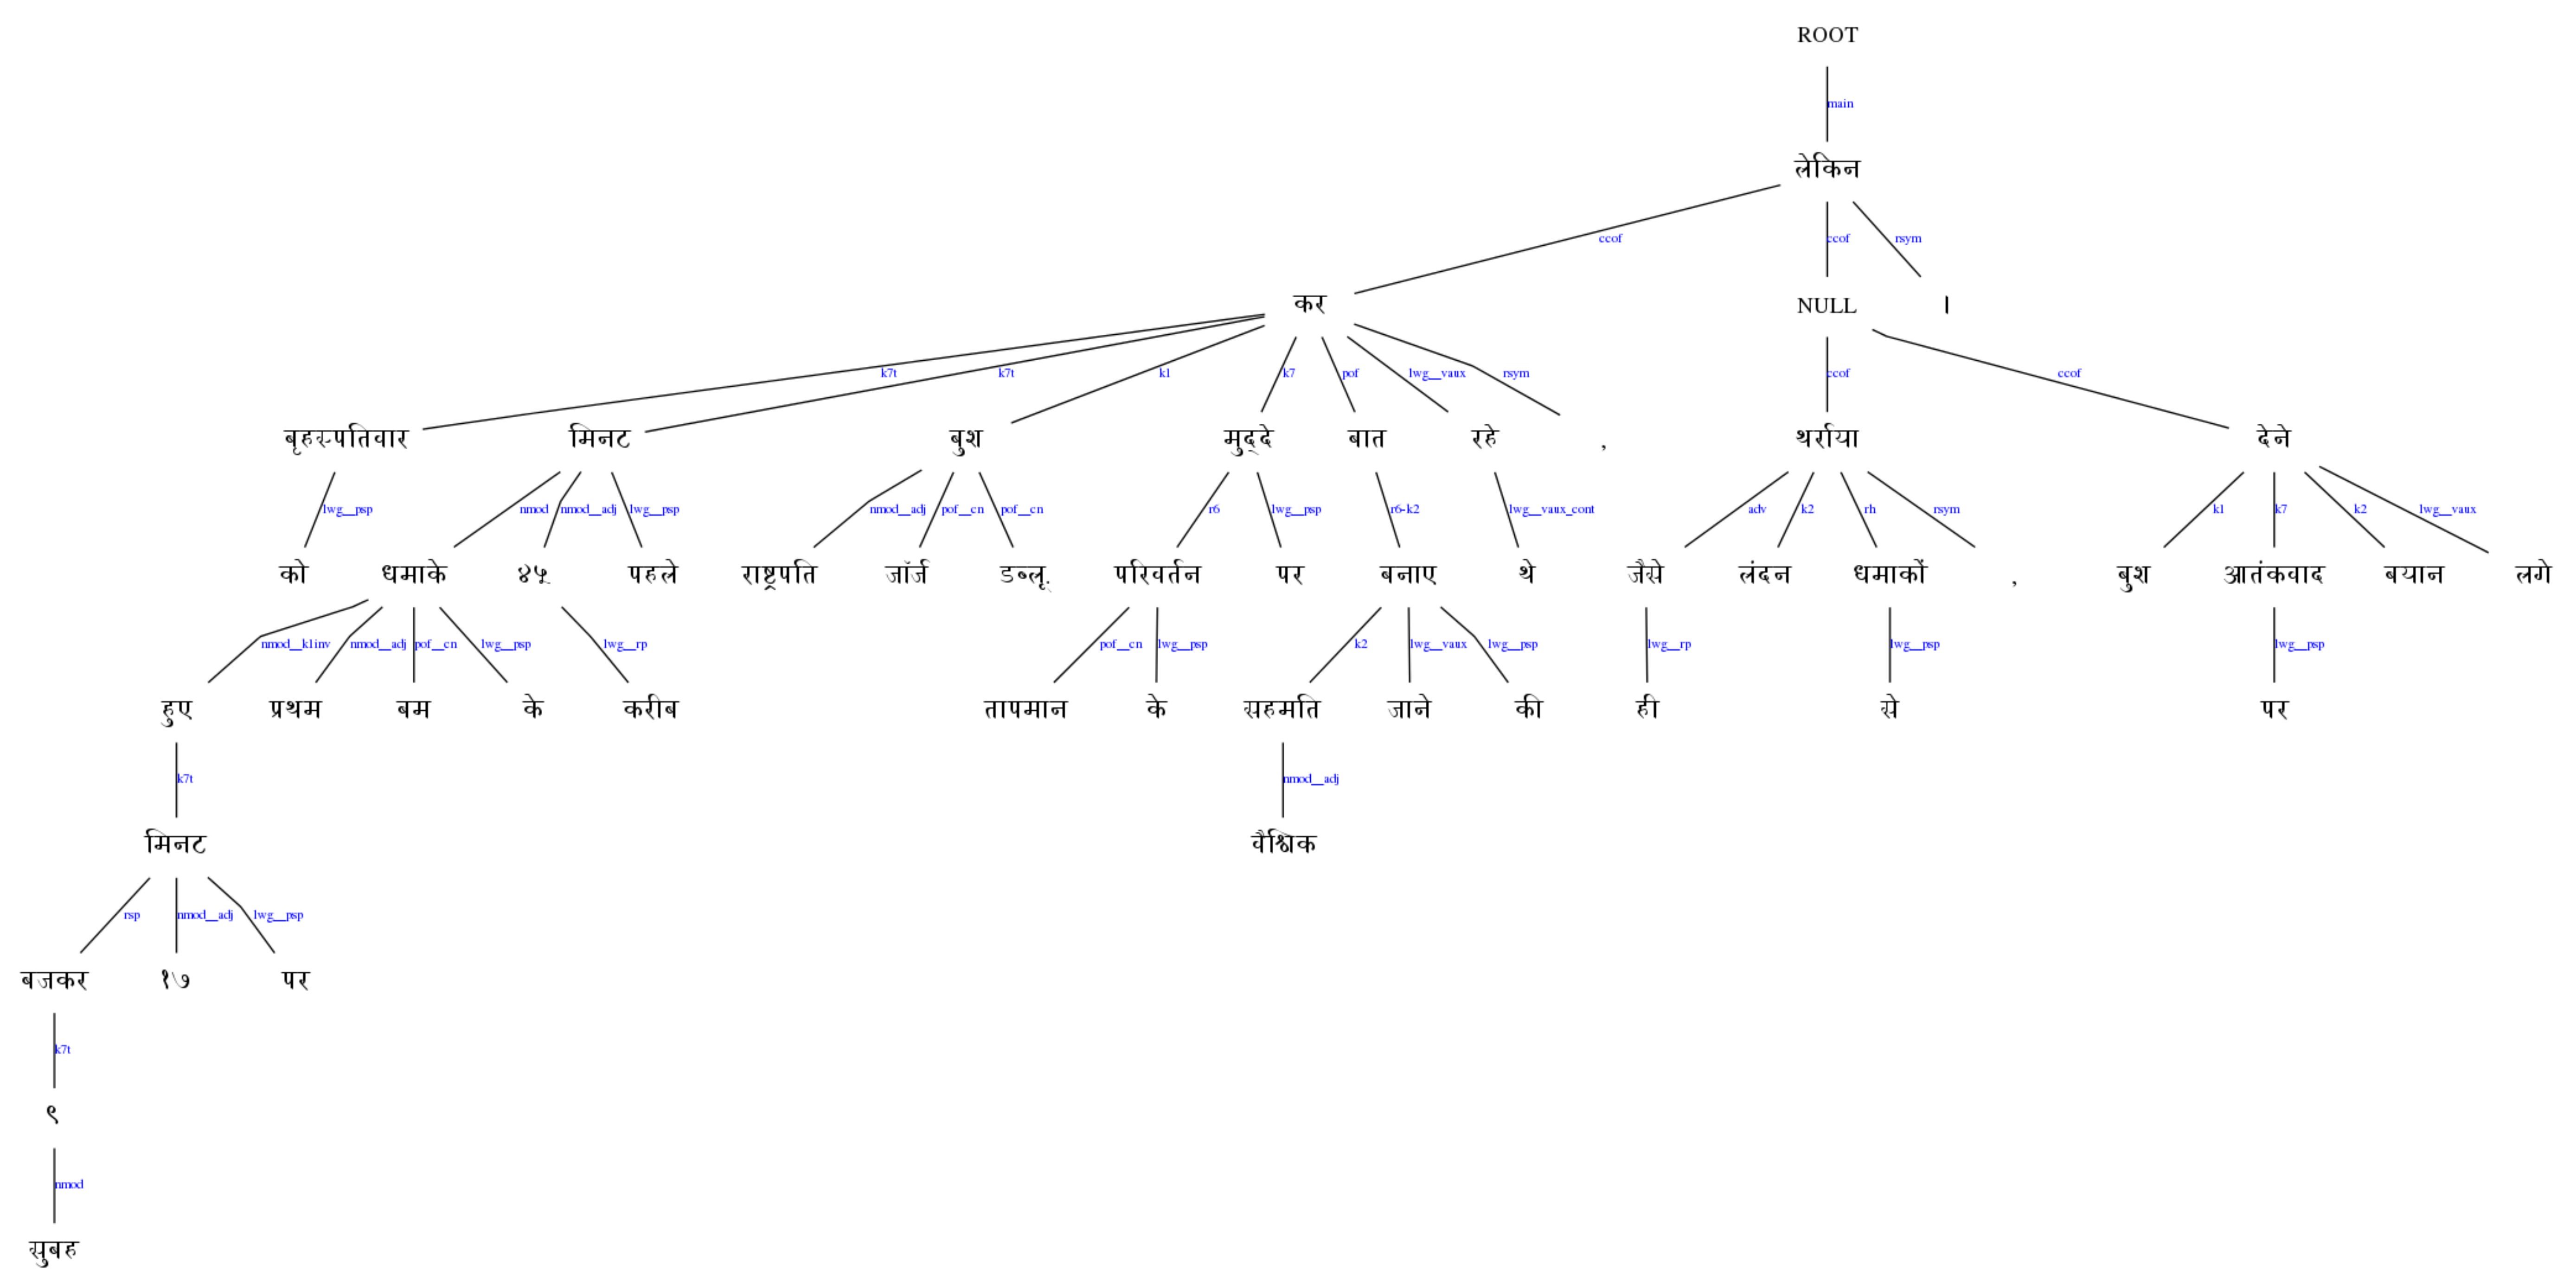 ROOT
main
लेकिन
ccof ccof rsym
कर NULL ।
k7t k7t k1 k7 pof lwg__vaux rsym ccof ccof
बृहस्पतिवार मिनट बुश मुद्दे बात रहे , थर्राया देने
lwg__psp nmod nmod__adj lwg__psp nmod__adj pof__cn pof__cn r6 lwg__psp r6-k2 lwg__vaux_cont adv k2 rh rsym k1 k7 k2 lwg__vaux
को धमाके ४५ पहले राष्ट्रपति जॉर्ज डब्लू. परिवर्तन पर बनाए थे जैसे लंदन धमाकों , बुश आतंकवाद बयान लगे
nmod__k1inv nmod__adj pof__cn lwg__psp lwg__rp pof__cn lwg__psp k2 lwg__vaux lwg__psp lwg__rp lwg__psp lwg__psp
हुए प्रथम बम के करीब तापमान के सहमति जाने की ही से पर
k7t nmod__adj
मिनट वैश्विक
rsp nmod__adj lwg__psp
बजकर १७ पर
k7t
९
nmod
सुबह